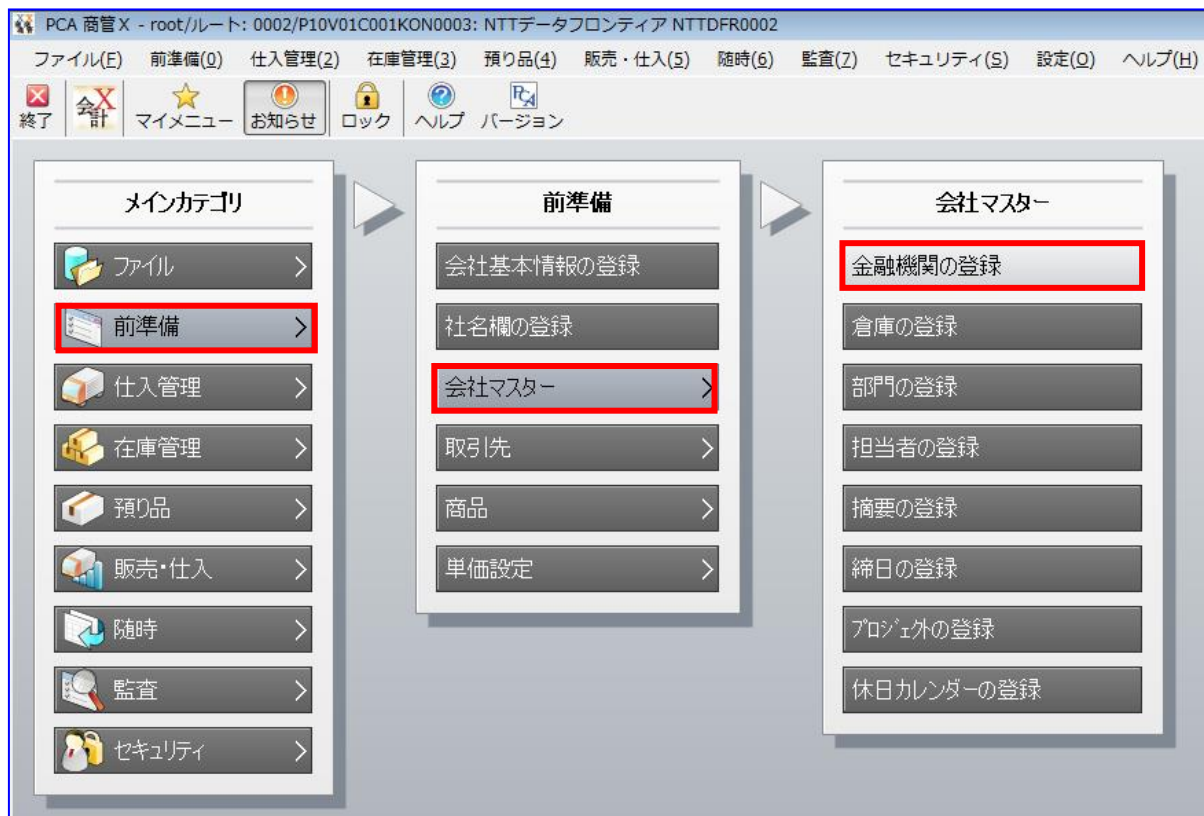 PCA 商管X - root/ルート: 0002/P10V01C001KON0003: NTTデータフロンティア NTTDFR0002
ファイル(F) 前準備(0) 仕入管理(2) 在庫管理(3) 預り品(4) 販売・仕入(5) 随時(6) 監査(7) セキュリティ(S) 設定(O) ヘルプ(H)
終了 会計X マイメニュー お知らせ ロック ヘルプ PCA バージョン
メインカテゴリ
ファイル
前準備
仕入管理
在庫管理
預り品
販売・仕入
随時
監査
セキュリティ
前準備
会社基本情報の登録
社名欄の登録
会社マスター
取引先
商品
単価設定
会社マスター
金融機関の登録
倉庫の登録
部門の登録
担当者の登録
摘要の登録
締日の登録
ﾌﾟﾛｼﾞｪｸﾄの登録
休日カレンダーの登録